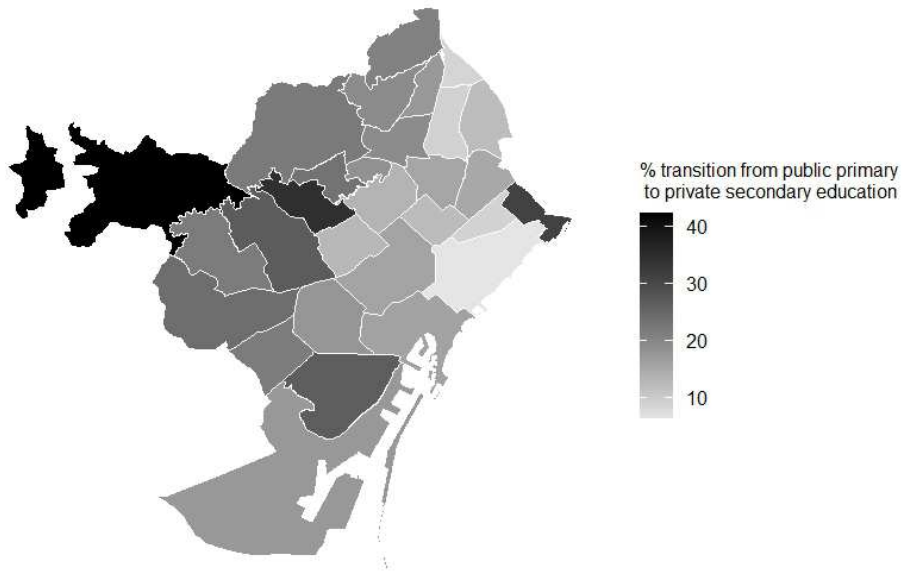 % transition from public primary
to private secondary education
40
30
20
10